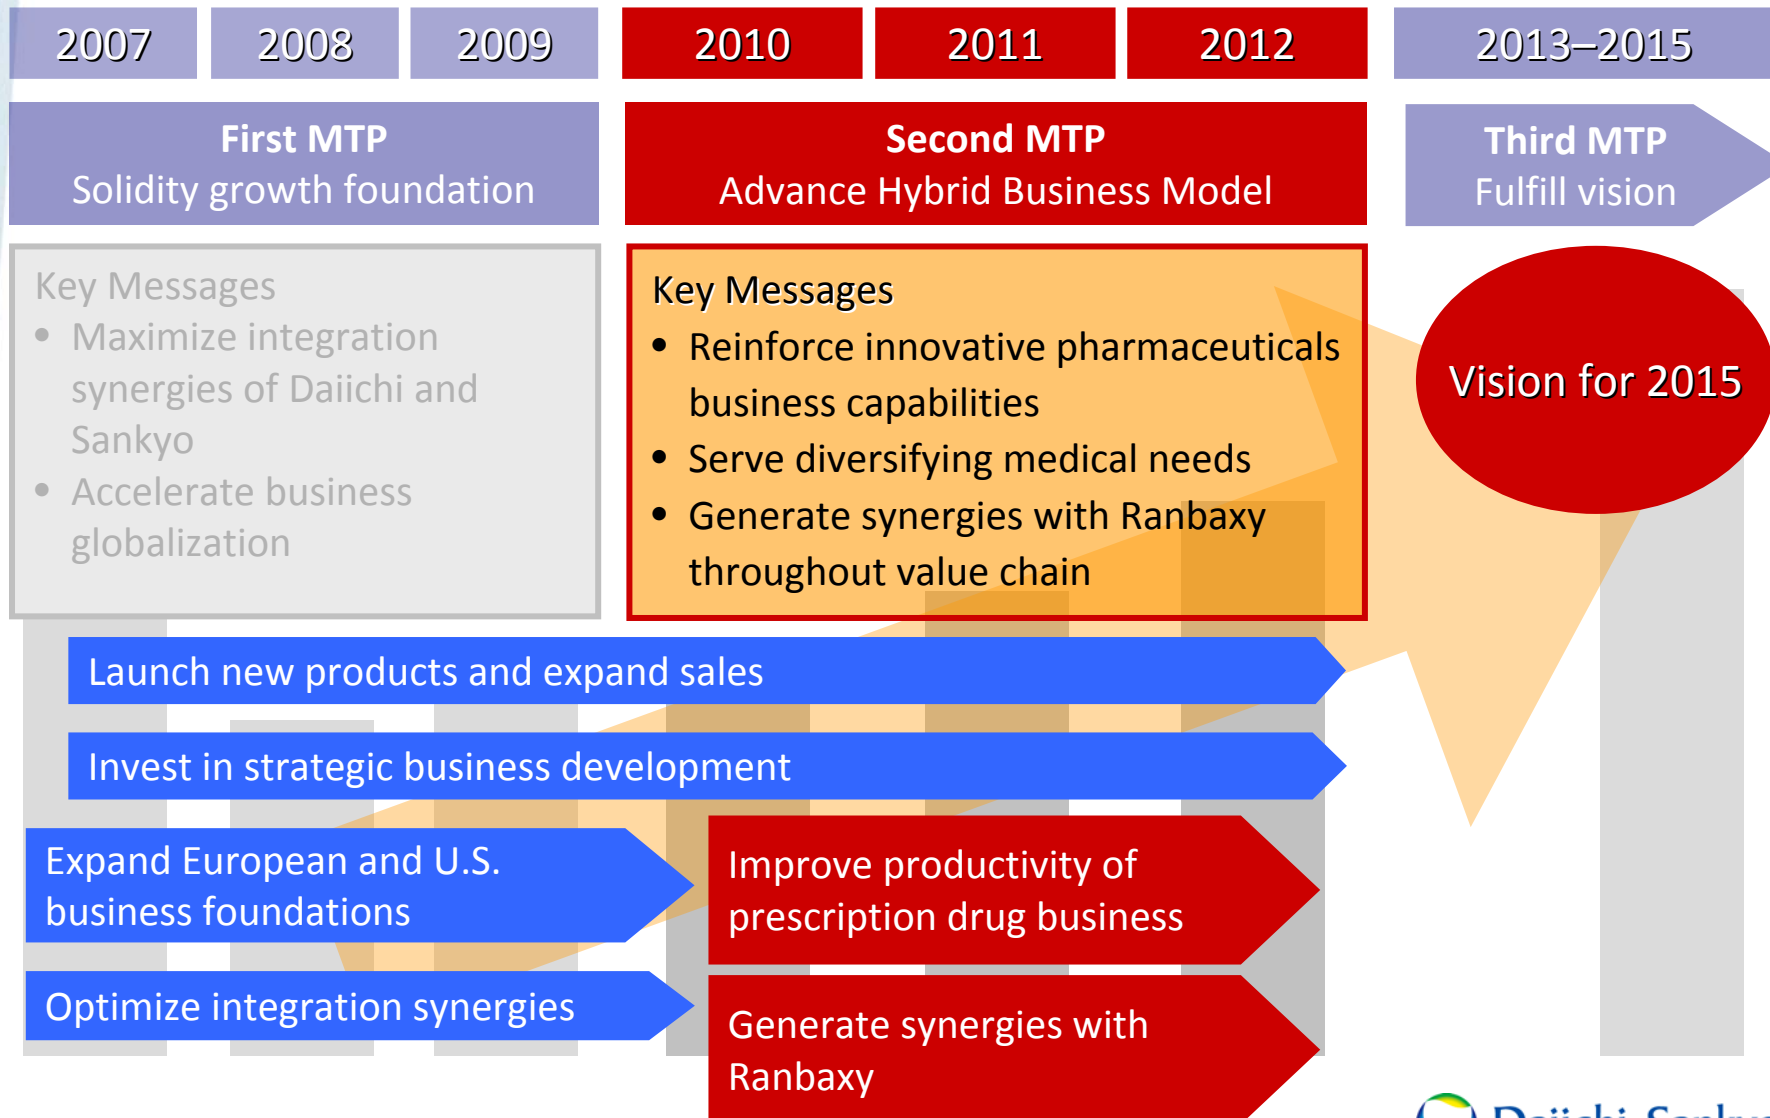 2007
2008
2009
2010
2011
2012
2013–2015
First MTP
Solidity growth foundation
Second MTP
Advance Hybrid Business Model
Third MTP
Fulfill vision
Key Messages
• Maximize integration
synergies of Daiichi and
Sankyo
• Accelerate business
globalization
Key Messages
• Reinforce innovative pharmaceuticals
business capabilities
• Serve diversifying medical needs
• Generate synergies with Ranbaxy
throughout value chain
Vision for 2015
Launch new products and expand sales
Invest in strategic business development
Expand European and U.S.
business foundations
Improve productivity of
prescription drug business
Optimize integration synergies
Generate synergies with
Ranbaxy